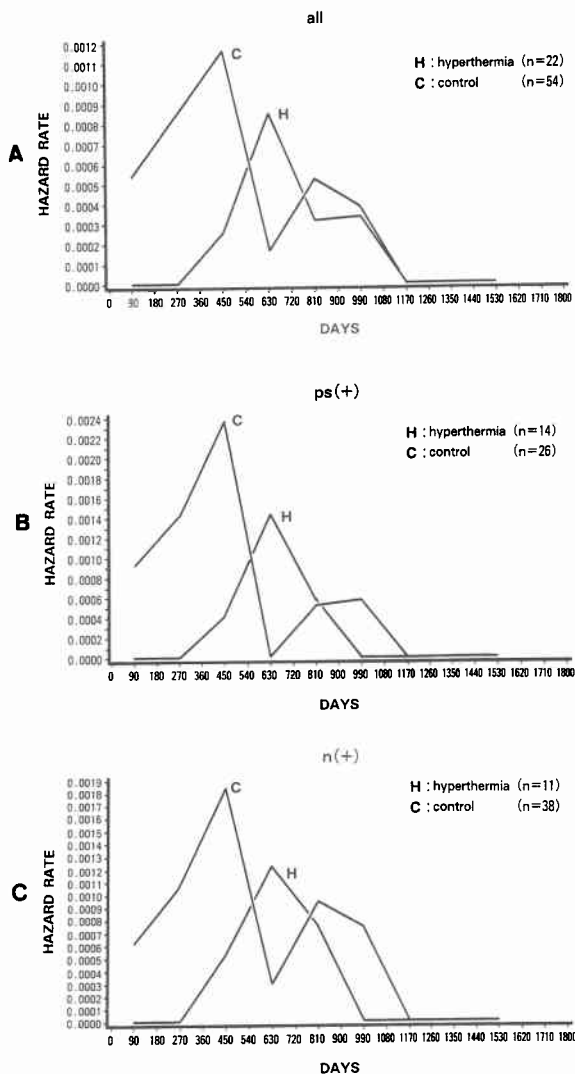 all
H : hyperthermia (n=22)
C : control (n=54)
A
HAZARD RATE
0.0012
0.0011
0.0010
0.0009
0.0008
0.0007
0.0006
0.0005
0.0004
0.0003
0.0002
0.0001
0.0000
C
H
0 90 180 270 360 450 540 630 720 810 900 990 1080 1170 1260 1350 1440 1530 1620 1710 1800
DAYS
ps(+)
H : hyperthermia (n=14)
C : control (n=26)
B
HAZARD RATE
0.0024
0.0022
0.0020
0.0018
0.0016
0.0014
0.0012
0.0010
0.0008
0.0006
0.0004
0.0002
0.0000
C
H
0 90 180 270 360 450 540 630 720 810 900 990 1080 1170 1260 1350 1440 1530 1620 1710 1800
DAYS
n(+)
H : hyperthermia (n=11)
C : control (n=38)
C
HAZARD RATE
0.0019
0.0018
0.0017
0.0016
0.0015
0.0014
0.0013
0.0012
0.0011
0.0010
0.0009
0.0008
0.0007
0.0006
0.0005
0.0004
0.0003
0.0002
0.0001
0.0000
C
H
0 90 180 270 360 450 540 630 720 810 900 990 1080 1170 1260 1350 1440 1530 1620 1710 1800
DAYS